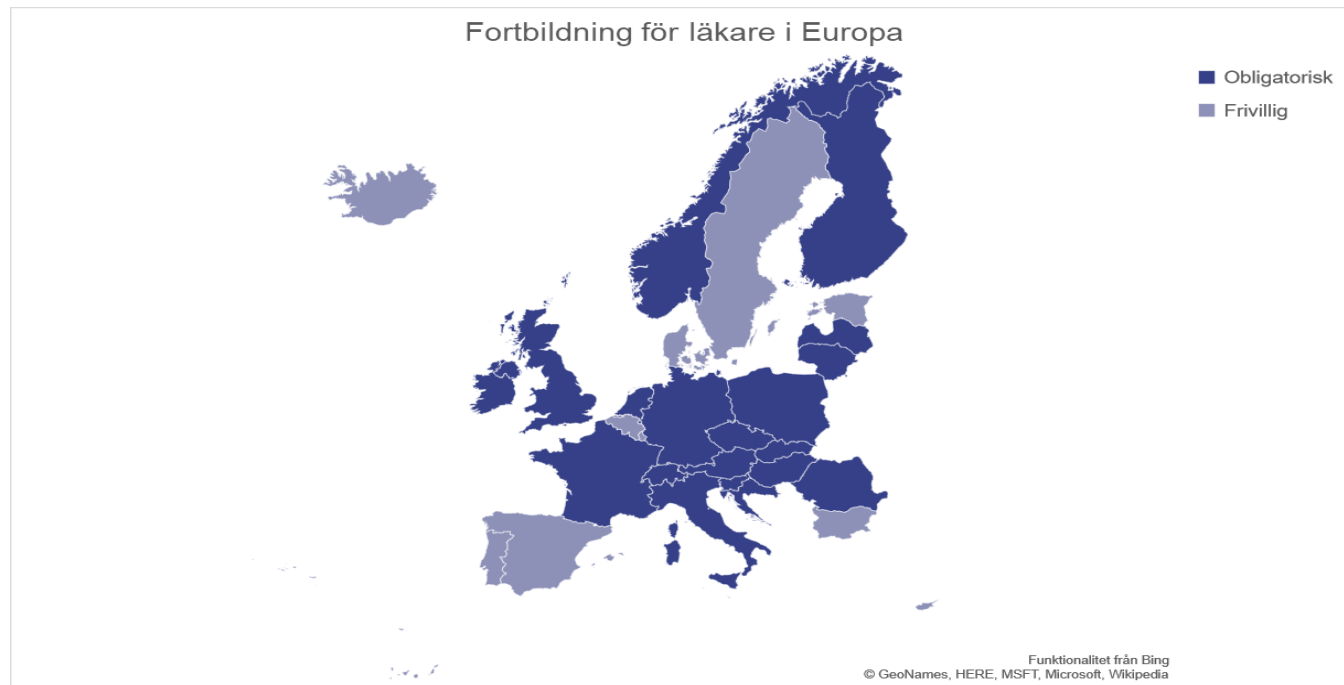 Fortbildning för läkare i Europa
Obligatorisk
Frivillig
Funktionalitet från Bing
© GeoNames, HERE, MSFT, Microsoft, Wikipedia